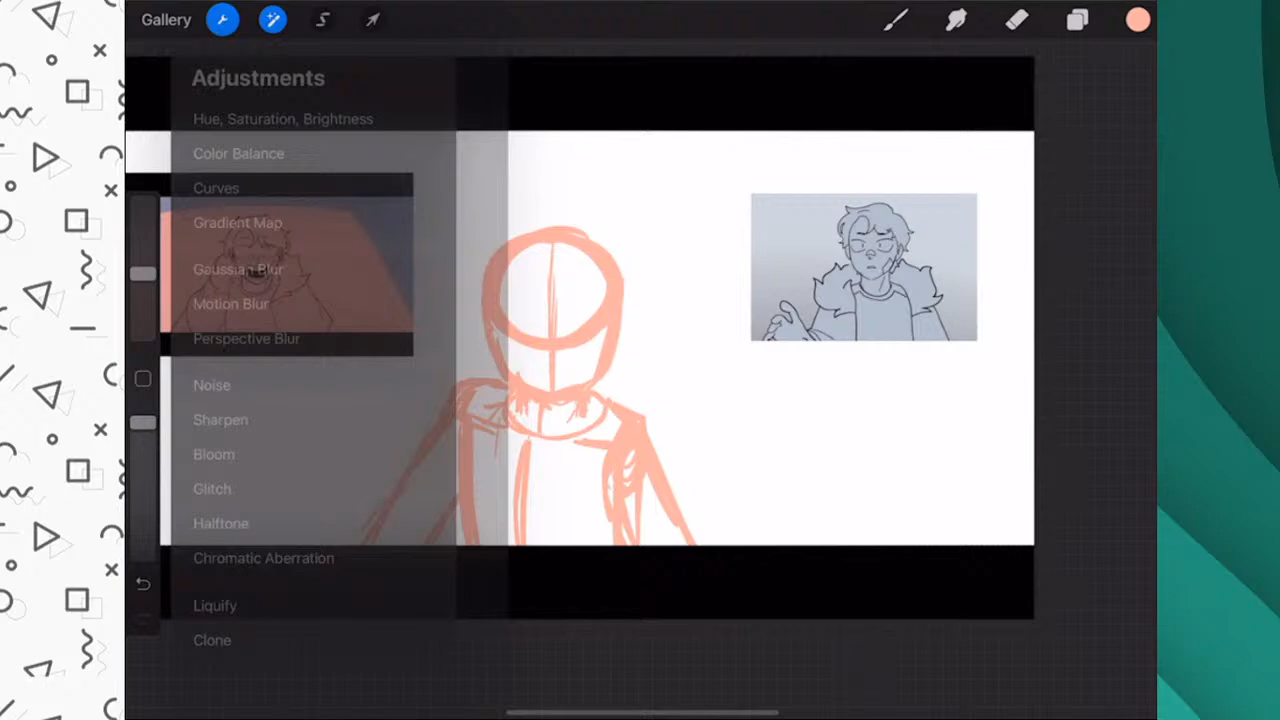 Gallery
Adjustments
Hue, Saturation, Brightness
Color Balance
Curves
Gradient Map
Gaussian Blur
Motion Blur
Perspective Blur
Noise
Sharpen
Bloom
Glitch
Halftone
Chromatic Aberration
Liquify
Clone